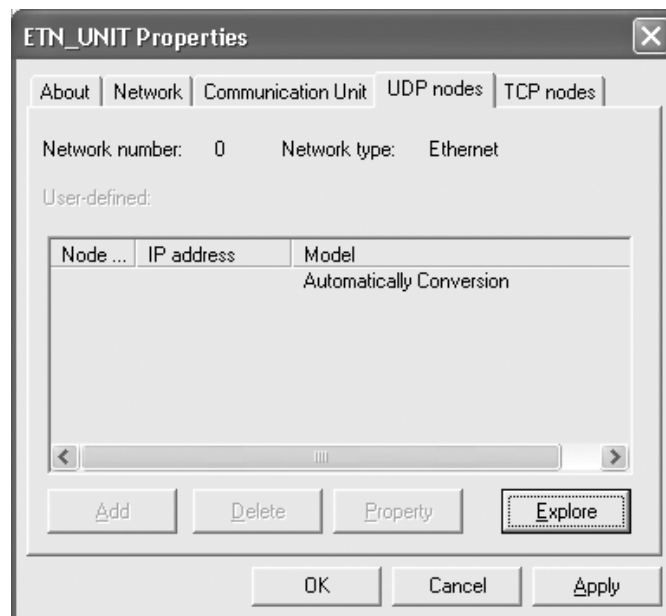 ETN_UNIT Properties
About Network Communication Unit UDP nodes TCP nodes
Network number: 0 Network type: Ethernet
User-defined:
Node ... IP address Model
Automatically Conversion
Add Delete Property Explore
OK Cancel Apply